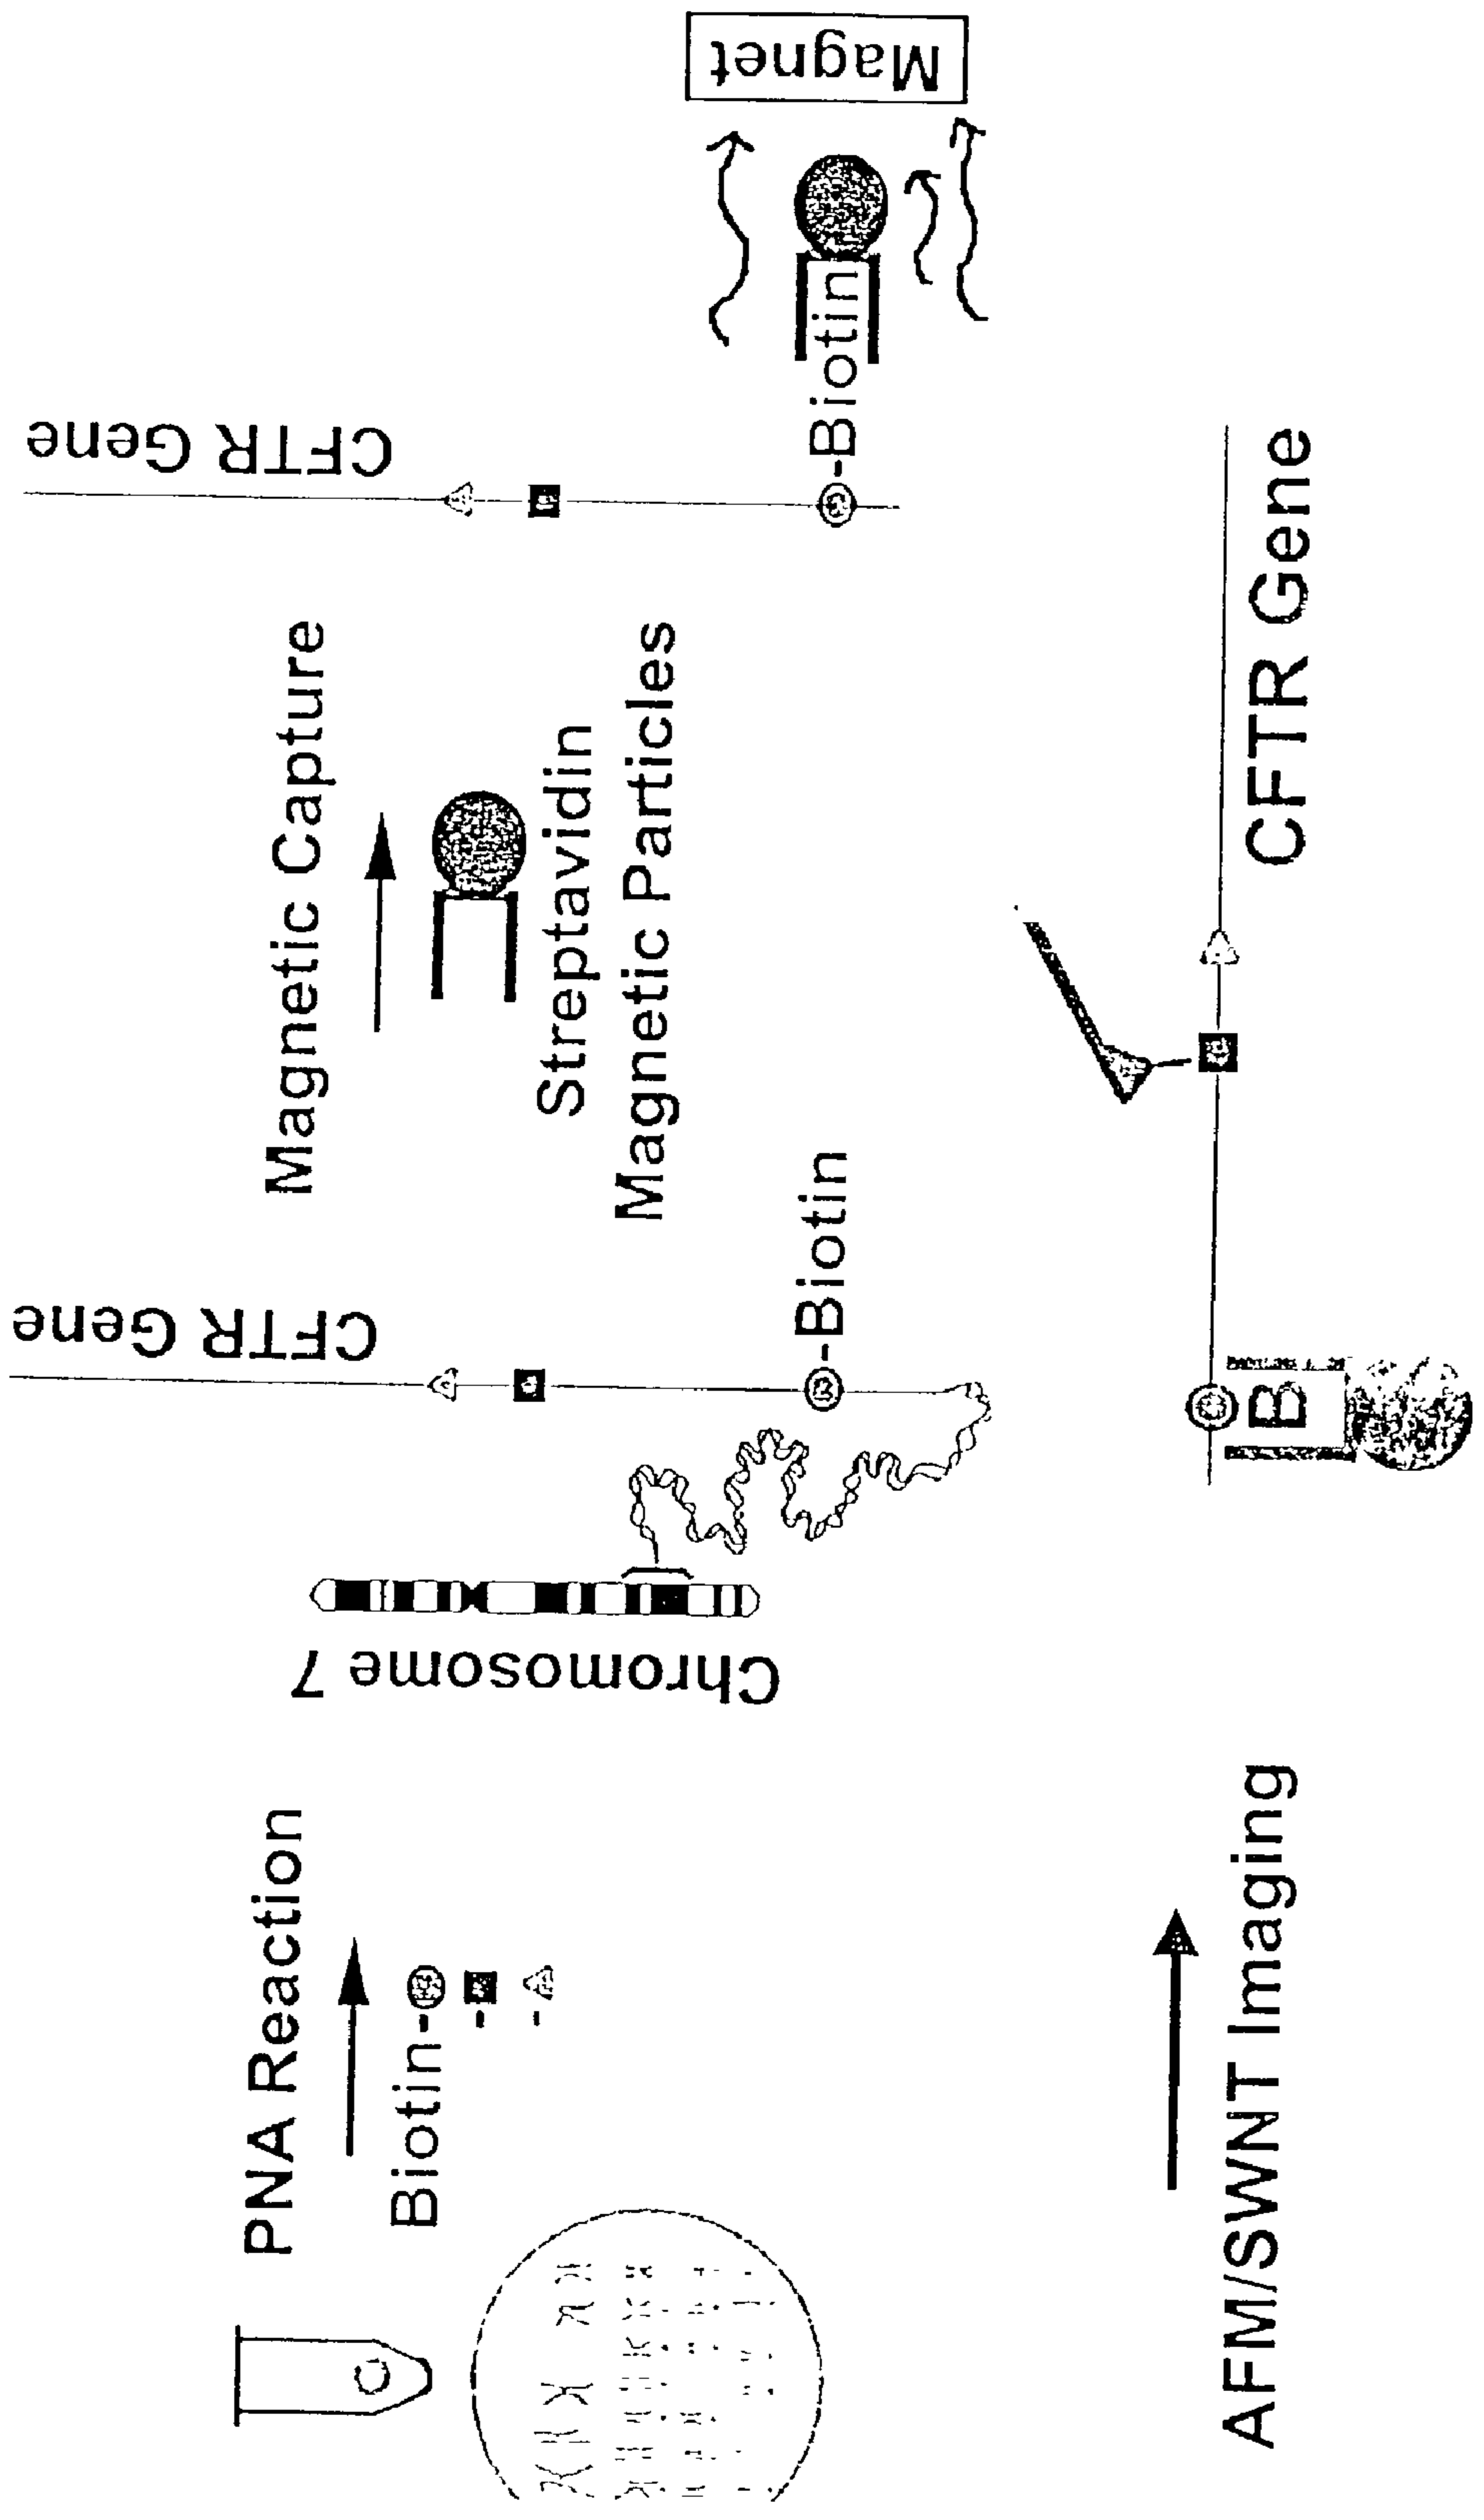 PNA Reaction
Biotin-
Chromosome 7
CFTR Gene
-Biotin
Magnetic Capture
Streptavidin
Magnetic Particles
CFTR Gene
-Biotin
Magnet
AFM/SWNT Imaging
B
CFTR Gene